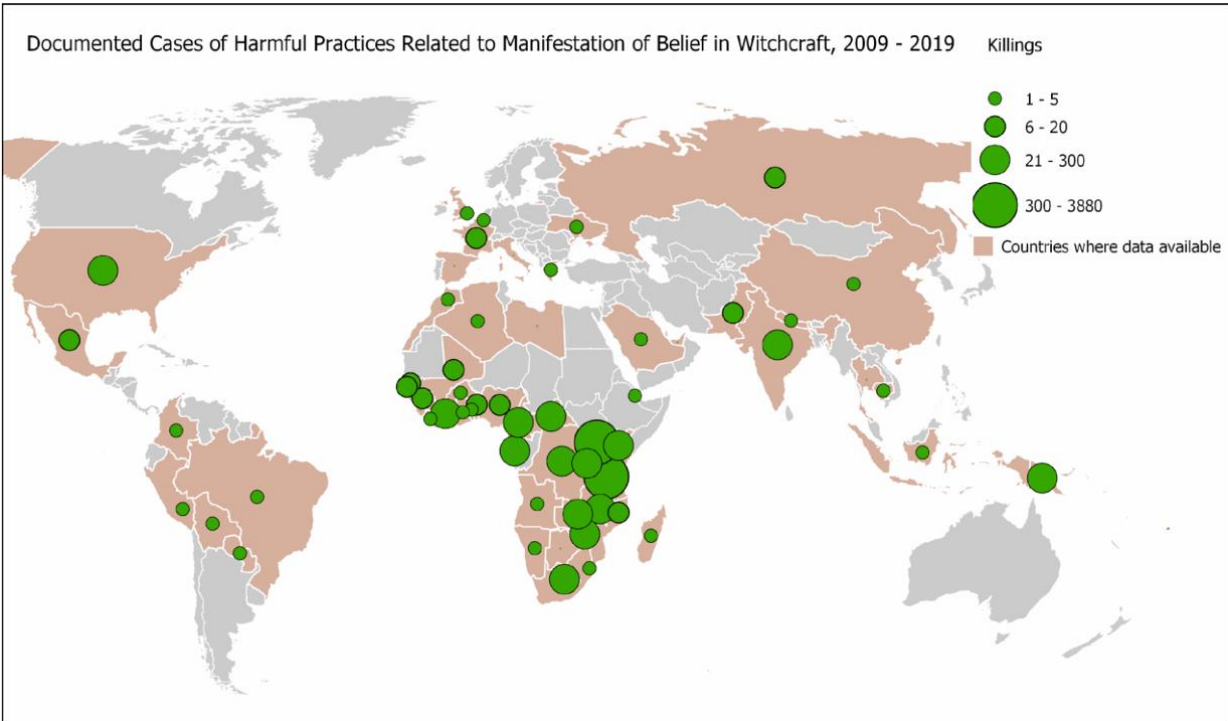 Documented Cases of Harmful Practices Related to Manifestation of Belief in Witchcraft, 2009 - 2019
Killings
1 - 5
6 - 20
21 - 300
300 - 3880
Countries where data available